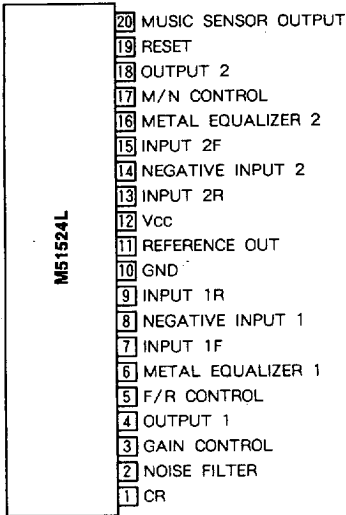 20 MUSIC SENSOR OUTPUT
19 RESET
18 OUTPUT 2
17 M/N CONTROL
16 METAL EQUALIZER 2
15 INPUT 2F
14 NEGATIVE INPUT 2
13 INPUT 2R
12 Vcc
11 REFERENCE OUT
10 GND
9 INPUT 1R
8 NEGATIVE INPUT 1
7 INPUT 1F
6 METAL EQUALIZER 1
5 F/R CONTROL
4 OUTPUT 1
3 GAIN CONTROL
2 NOISE FILTER
1 CR
M51524L